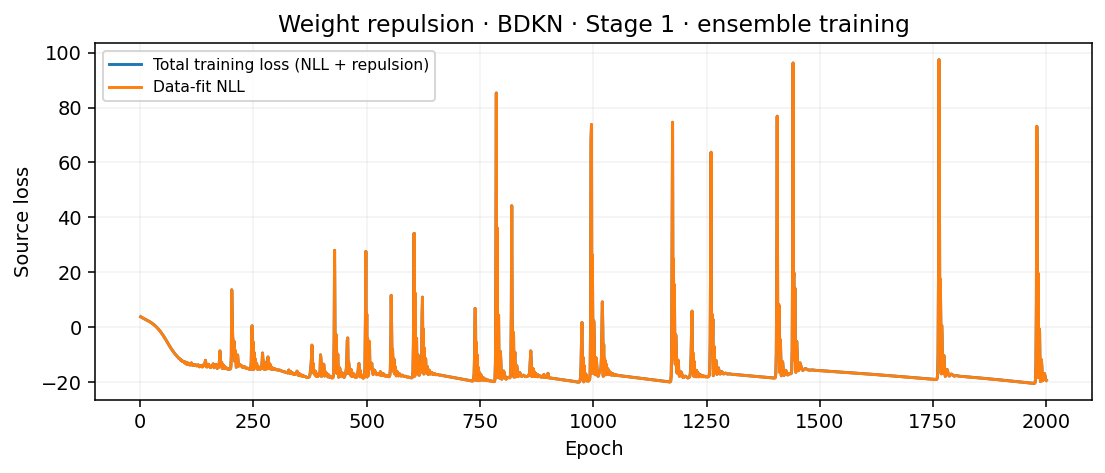 Weight repulsion · BDKN · Stage 1 · ensemble training
Total training loss (NLL + repulsion)
Data-fit NLL
Source loss
100
80
60
40
20
0
−20
0 250 500 750 1000 1250 1500 1750 2000
Epoch